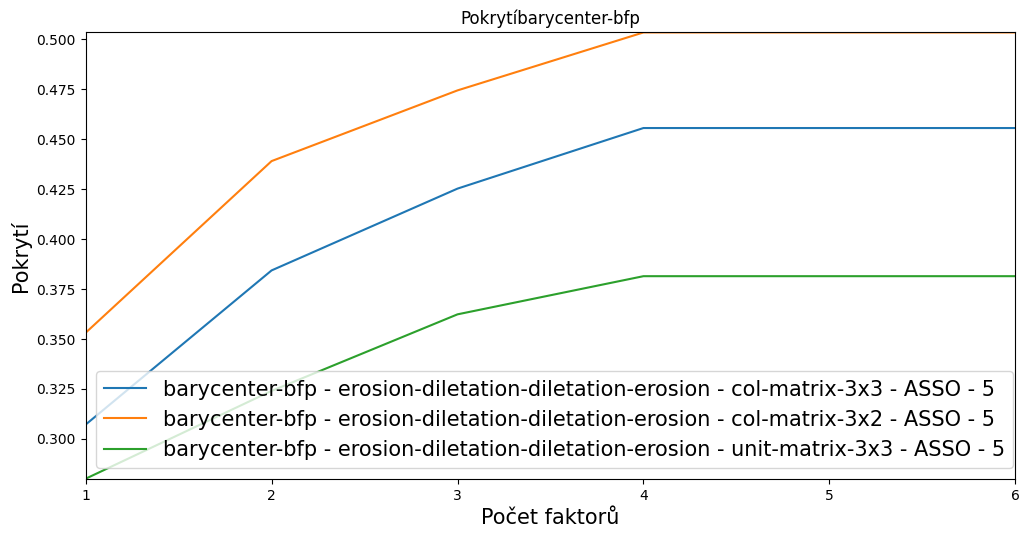 Pokrytíbarycenter-bfp
0.500
0.475
0.450
0.425
0.400
0.375
0.350
0.325
0.300
Pokrytí
barycenter-bfp - erosion-diletation-diletation-erosion - col-matrix-3x3 - ASSO - 5
barycenter-bfp - erosion-diletation-diletation-erosion - col-matrix-3x2 - ASSO - 5
barycenter-bfp - erosion-diletation-diletation-erosion - unit-matrix-3x3 - ASSO - 5
1 2 3 4 5 6
Počet faktorů